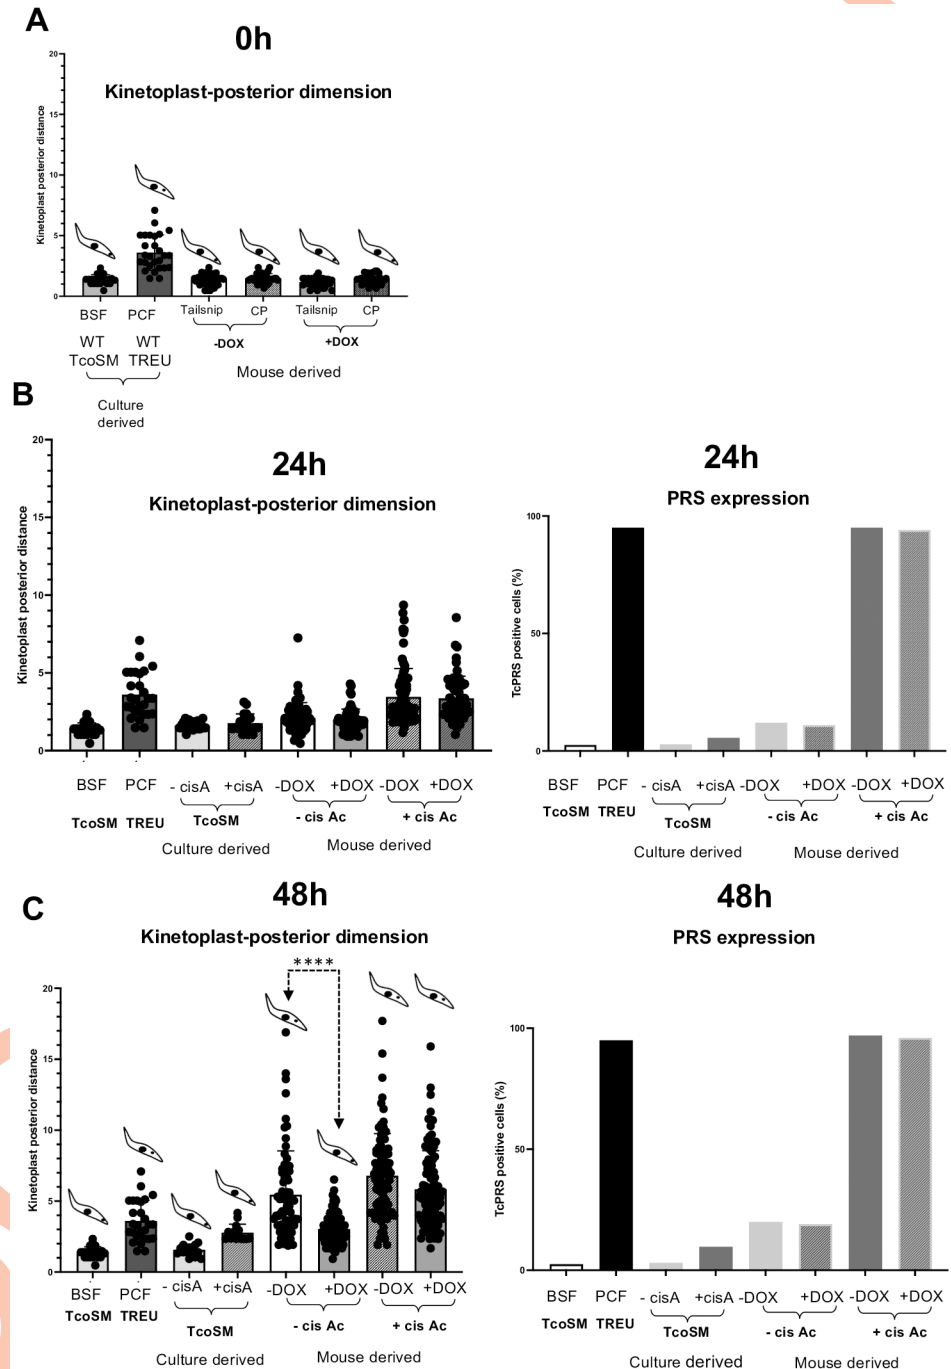 A
0h
Kinetoplast-posterior dimension
Kinetoplast posterior distance
20
15
10
5
0
BSF PCF Tailsnip CP Tailsnip CP
WT WT -DOX +DOX
TcoSM TREU
Mouse derived
Culture
derived
B
24h
Kinetoplast-posterior dimension
Kinetoplast posterior distance
20
15
10
5
0
BSF PCF - cisA +cisA -DOX +DOX -DOX +DOX
TcoSM TREU TcoSM - cis Ac + cis Ac
Culture derived Mouse derived
24h
PRS expression
TcPRS positive cells (%)
100
50
0
BSF PCF - cisA +cisA -DOX +DOX -DOX +DOX
TcoSM TREU TcoSM - cis Ac + cis Ac
Culture derived Mouse derived
C
48h
Kinetoplast-posterior dimension
****
Kinetoplast posterior distance
20
15
10
5
0
BSF PCF - cisA +cisA -DOX +DOX -DOX +DOX
TcoSM TREU TcoSM - cis Ac + cis Ac
Culture derived Mouse derived
48h
PRS expression
TcPRS positive cells (%)
100
50
0
BSF PCF - cisA +cisA -DOX +DOX -DOX +DOX
TcoSM TREU TcoSM - cis Ac + cis Ac
Culture derived Mouse derived